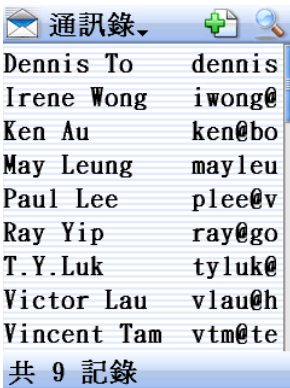 通訊錄
Dennis To dennis
Irene Wong iwong@
Ken Au ken@bo
May Leung mayleu
Paul Lee plee@v
Ray Yip ray@go
T.Y.Luk tyluk@
Victor Lau vlau@h
Vincent Tam vtm@te
共 9 記錄